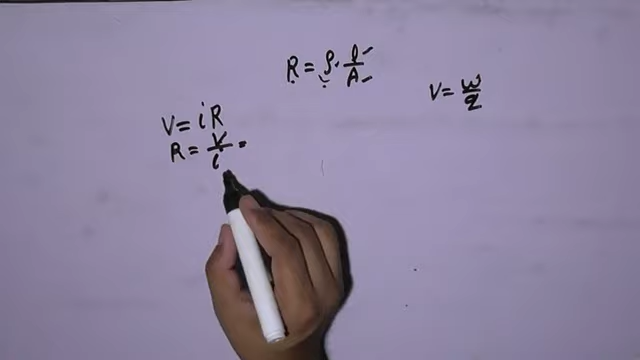 R = ρ. l/A
V = w/q
V = iR
R = V/i =